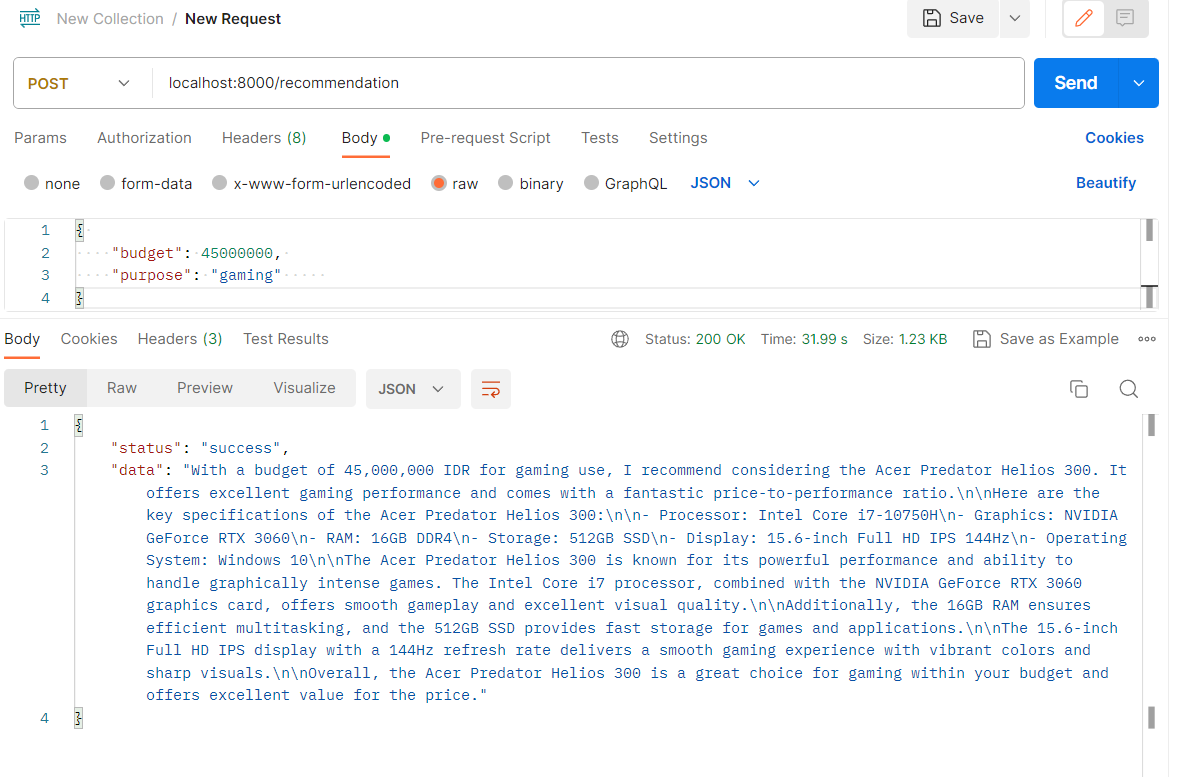 HTTP New Collection / New Request Save
POST localhost:8000/recommendation Send
Params Authorization Headers (8) Body Pre-request Script Tests Settings Cookies
none form-data x-www-form-urlencoded raw binary GraphQL JSON Beautify
1 {
2 "budget": 45000000,
3 "purpose": "gaming"
4 }
Body Cookies Headers (3) Test Results Status: 200 OK Time: 31.99 s Size: 1.23 KB Save as Example
Pretty Raw Preview Visualize JSON
1 {
2 "status": "success",
3 "data": "With a budget of 45,000,000 IDR for gaming use, I recommend considering the Acer Predator Helios 300. It
offers excellent gaming performance and comes with a fantastic price-to-performance ratio.\n\nHere are the
key specifications of the Acer Predator Helios 300:\n\n- Processor: Intel Core i7-10750H\n- Graphics: NVIDIA
GeForce RTX 3060\n- RAM: 16GB DDR4\n- Storage: 512GB SSD\n- Display: 15.6-inch Full HD IPS 144Hz\n- Operating
System: Windows 10\n\nThe Acer Predator Helios 300 is known for its powerful performance and ability to
handle graphically intense games. The Intel Core i7 processor, combined with the NVIDIA GeForce RTX 3060
graphics card, offers smooth gameplay and excellent visual quality.\n\nAdditionally, the 16GB RAM ensures
efficient multitasking, and the 512GB SSD provides fast storage for games and applications.\n\nThe 15.6-inch
Full HD IPS display with a 144Hz refresh rate delivers a smooth gaming experience with vibrant colors and
sharp visuals.\n\nOverall, the Acer Predator Helios 300 is a great choice for gaming within your budget and
offers excellent value for the price."
4 }